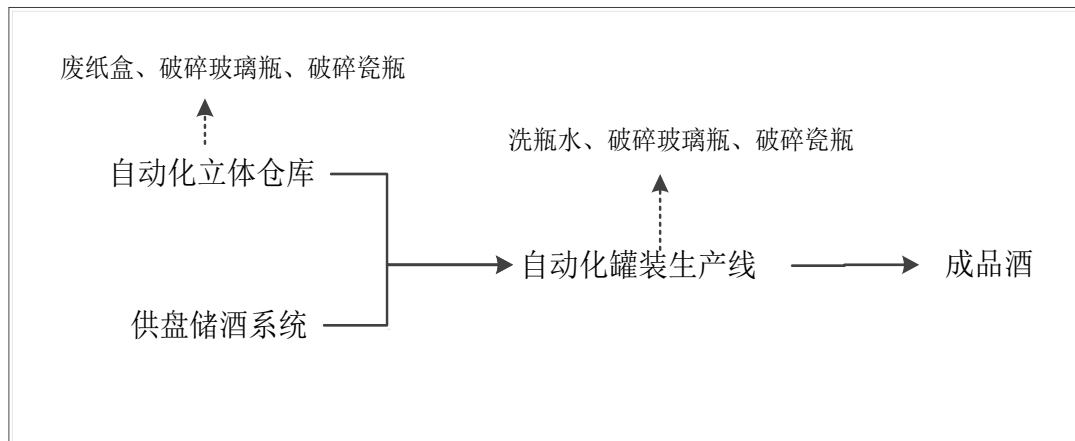 废纸盒、破碎玻璃瓶、破碎瓷瓶
洗瓶水、破碎玻璃瓶、破碎瓷瓶
自动化立体仓库
自动化罐装生产线
成品酒
供盘储酒系统